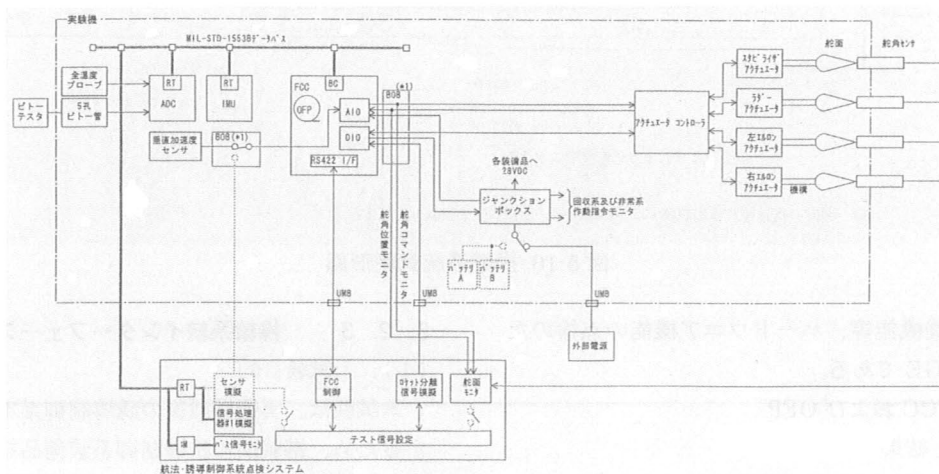 実験機
MIL-STD-1553Bデータバス
全温度
プローブ
5孔
ピトー管
ピトー
テスタ
RT
ADC
RT
IMU
垂直加速度
センサ
BOB(*1)
FCC
OFP
BC
AIO
DIO
RS422 I/F
BOB
(*1)
舵角位置モニタ
舵角コマンドモニタ
アクチュエータ コントローラ
スタビライザ
アクチュエータ
ラダー
アクチュエータ
左エルロン
アクチュエータ
右エルロン
アクチュエータ
機構
舵面
舵角センサ
各装備品へ
28VDC
ジャンクション
ボックス
回収系及び非常系
作動指令モニタ
バッテリ
A
バッテリ
B
UMB
UMB
UMB
外部電源
RT
センサ
模擬
信号処理
器#1模擬
バス信号モニタ
FCC
制御
ロケット分離
信号模擬
舵面
モニタ
テスト信号設定
航法・誘導制御系統点検システム